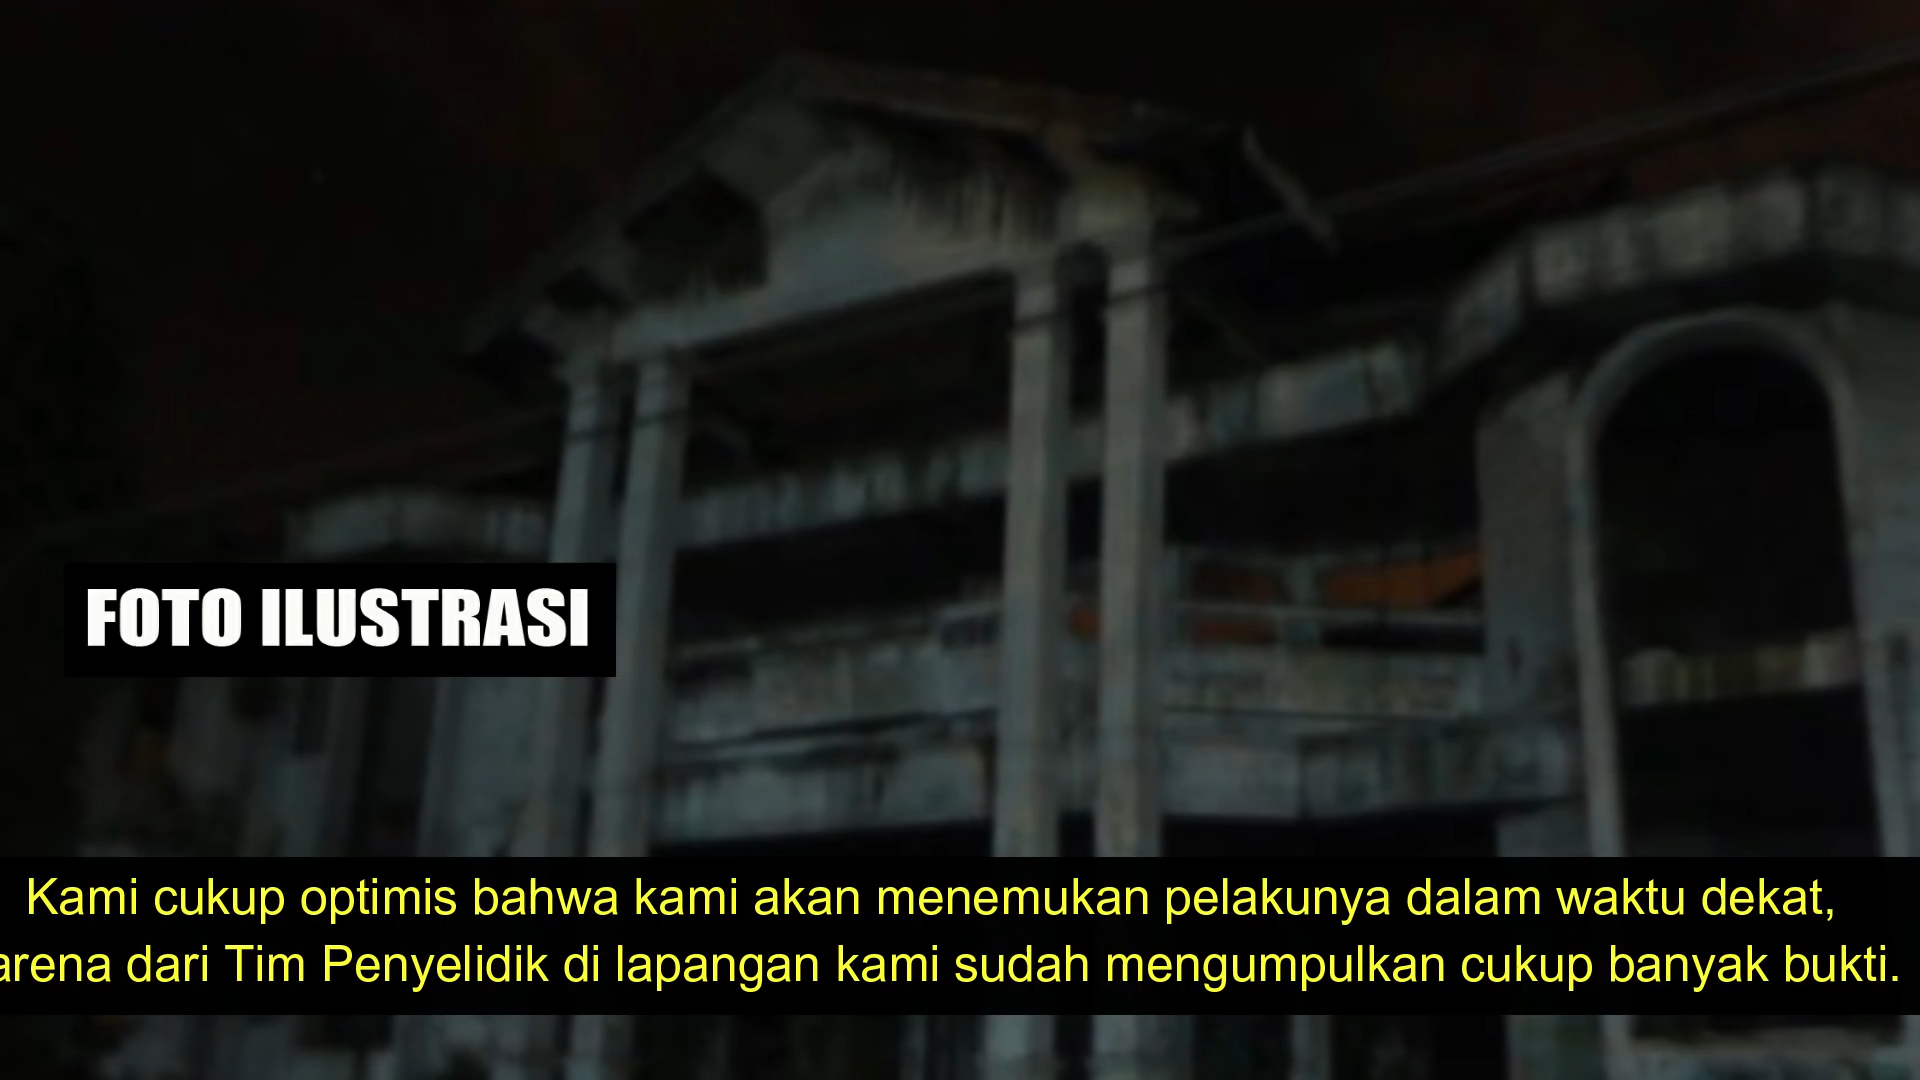 FOTO ILUSTRASI
Kami cukup optimis bahwa kami akan menemukan pelakunya dalam waktu dekat,
arena dari Tim Penyelidik di lapangan kami sudah mengumpulkan cukup banyak bukti.